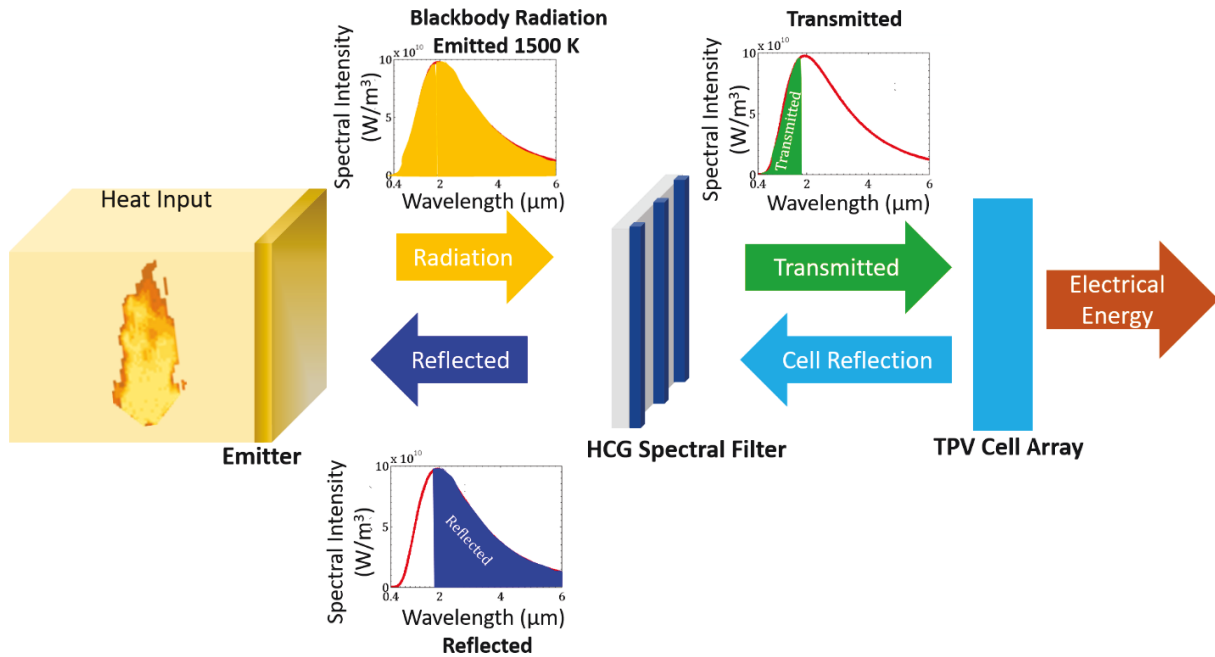 Blackbody Radiation
Emitted 1500 K
Spectral Intensity
(W/m³)
10 x 10¹⁰
5
0
0.4
2
4
6
Wavelength (μm)
Transmitted
Spectral Intensity
(W/m³)
10 x 10¹⁰
5
0
0.4
2
4
6
Transmitted
Wavelength (μm)
Heat Input
Radiation
Transmitted
Electrical
Energy
Reflected
Cell Reflection
Emitter
HCG Spectral Filter
TPV Cell Array
Spectral Intensity
(W/m³)
10 x 10¹⁰
5
0
0.4
2
4
6
Reflected
Wavelength (μm)
Reflected